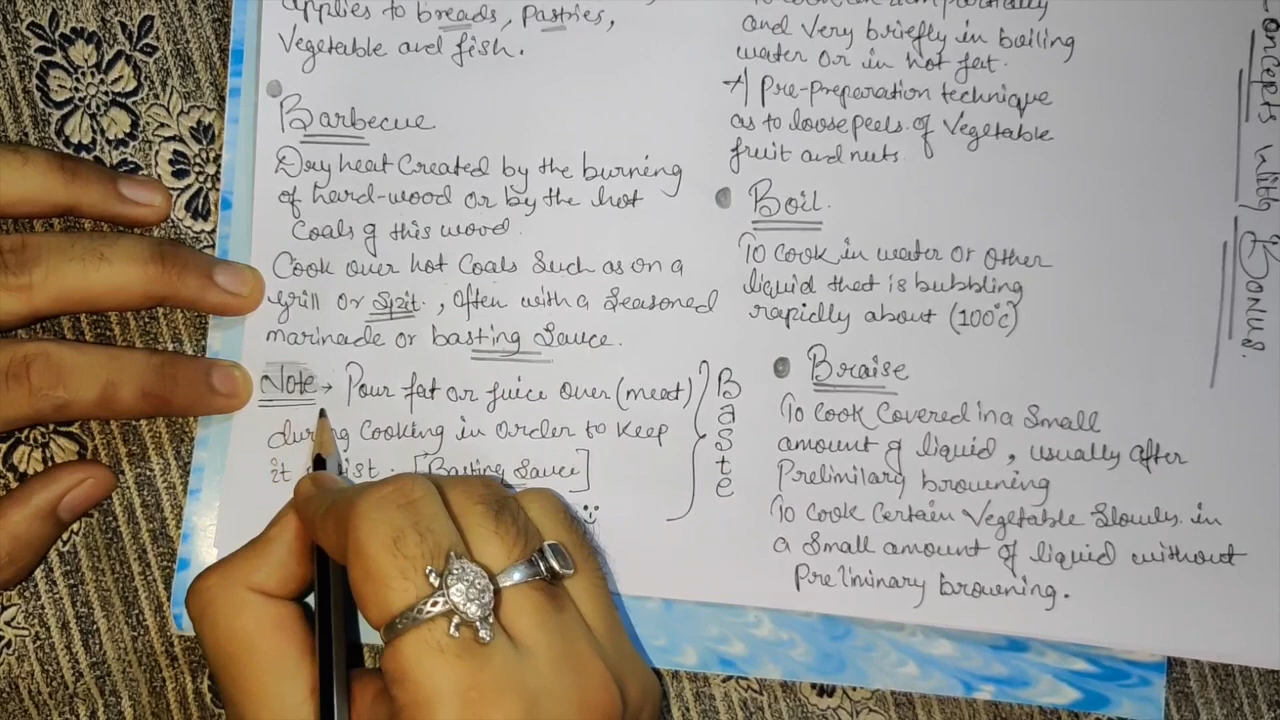 applies to breads, Pastries,
Vegetable and fish.
Barbecue
Dry heat Created by the burning
of hard-wood or by the hot
Coals of this wood.
Cook over hot Coals Such as on a
grill or Spit., Often with a Seasoned
marinade or basting Sauce.
Note → Pour fat or juice over (meat)
during Cooking in order to keep
it ist. [Basting Sauce]
Baste
and Very briefly in boiling
water or in hot fat.
*) Pre-preparation technique
as to loose peels of Vegetable
fruit and nuts.
Boil.
To Cook in water or other
liquid that is bubbling
rapidly about (100°C)
Braise
To Cook Covered in a Small
amount of liquid, usually after
Prelimilary browning
To Cook Certain Vegetable Slowly in
a Small amount of liquid without
Preliminary browning.
oncepts with Bonus.